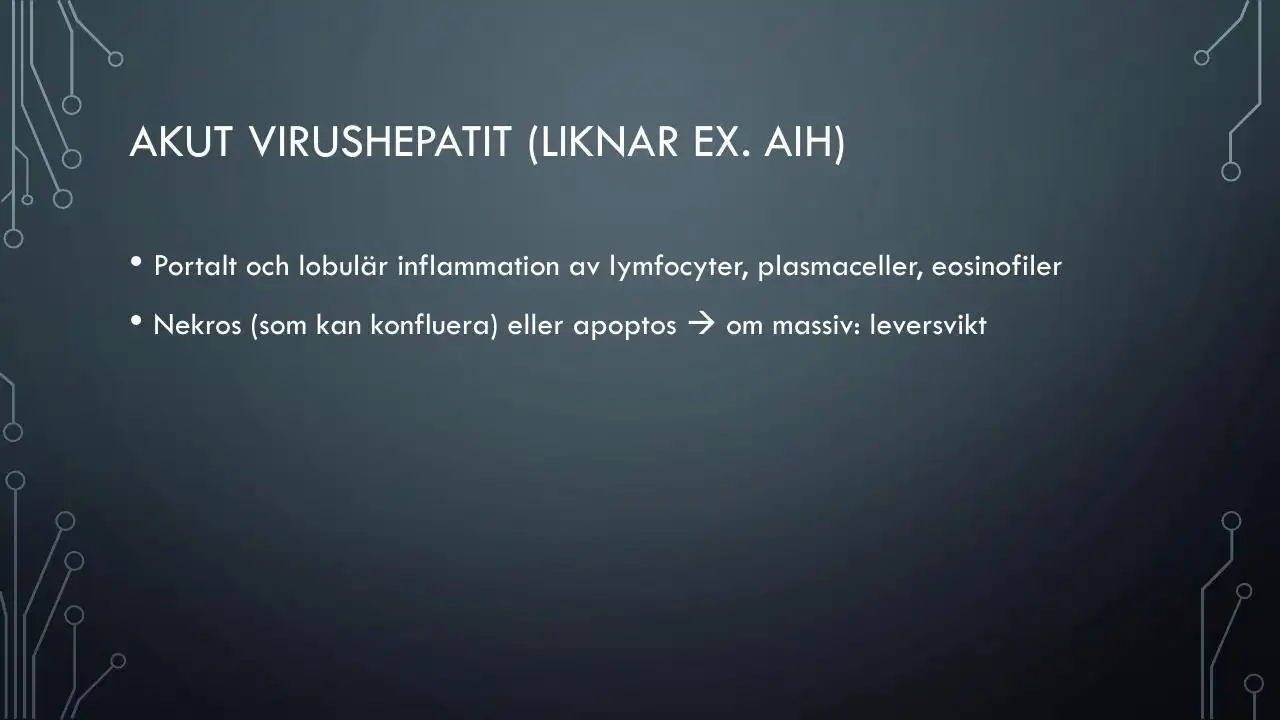 AKUT VIRUSHEPATIT (LIKNAR EX. AIH)
• Portalt och lobulär inflammation av lymfocyter, plasmaceller, eosinofiler
• Nekros (som kan konfluera) eller apoptos → om massiv: leversvikt